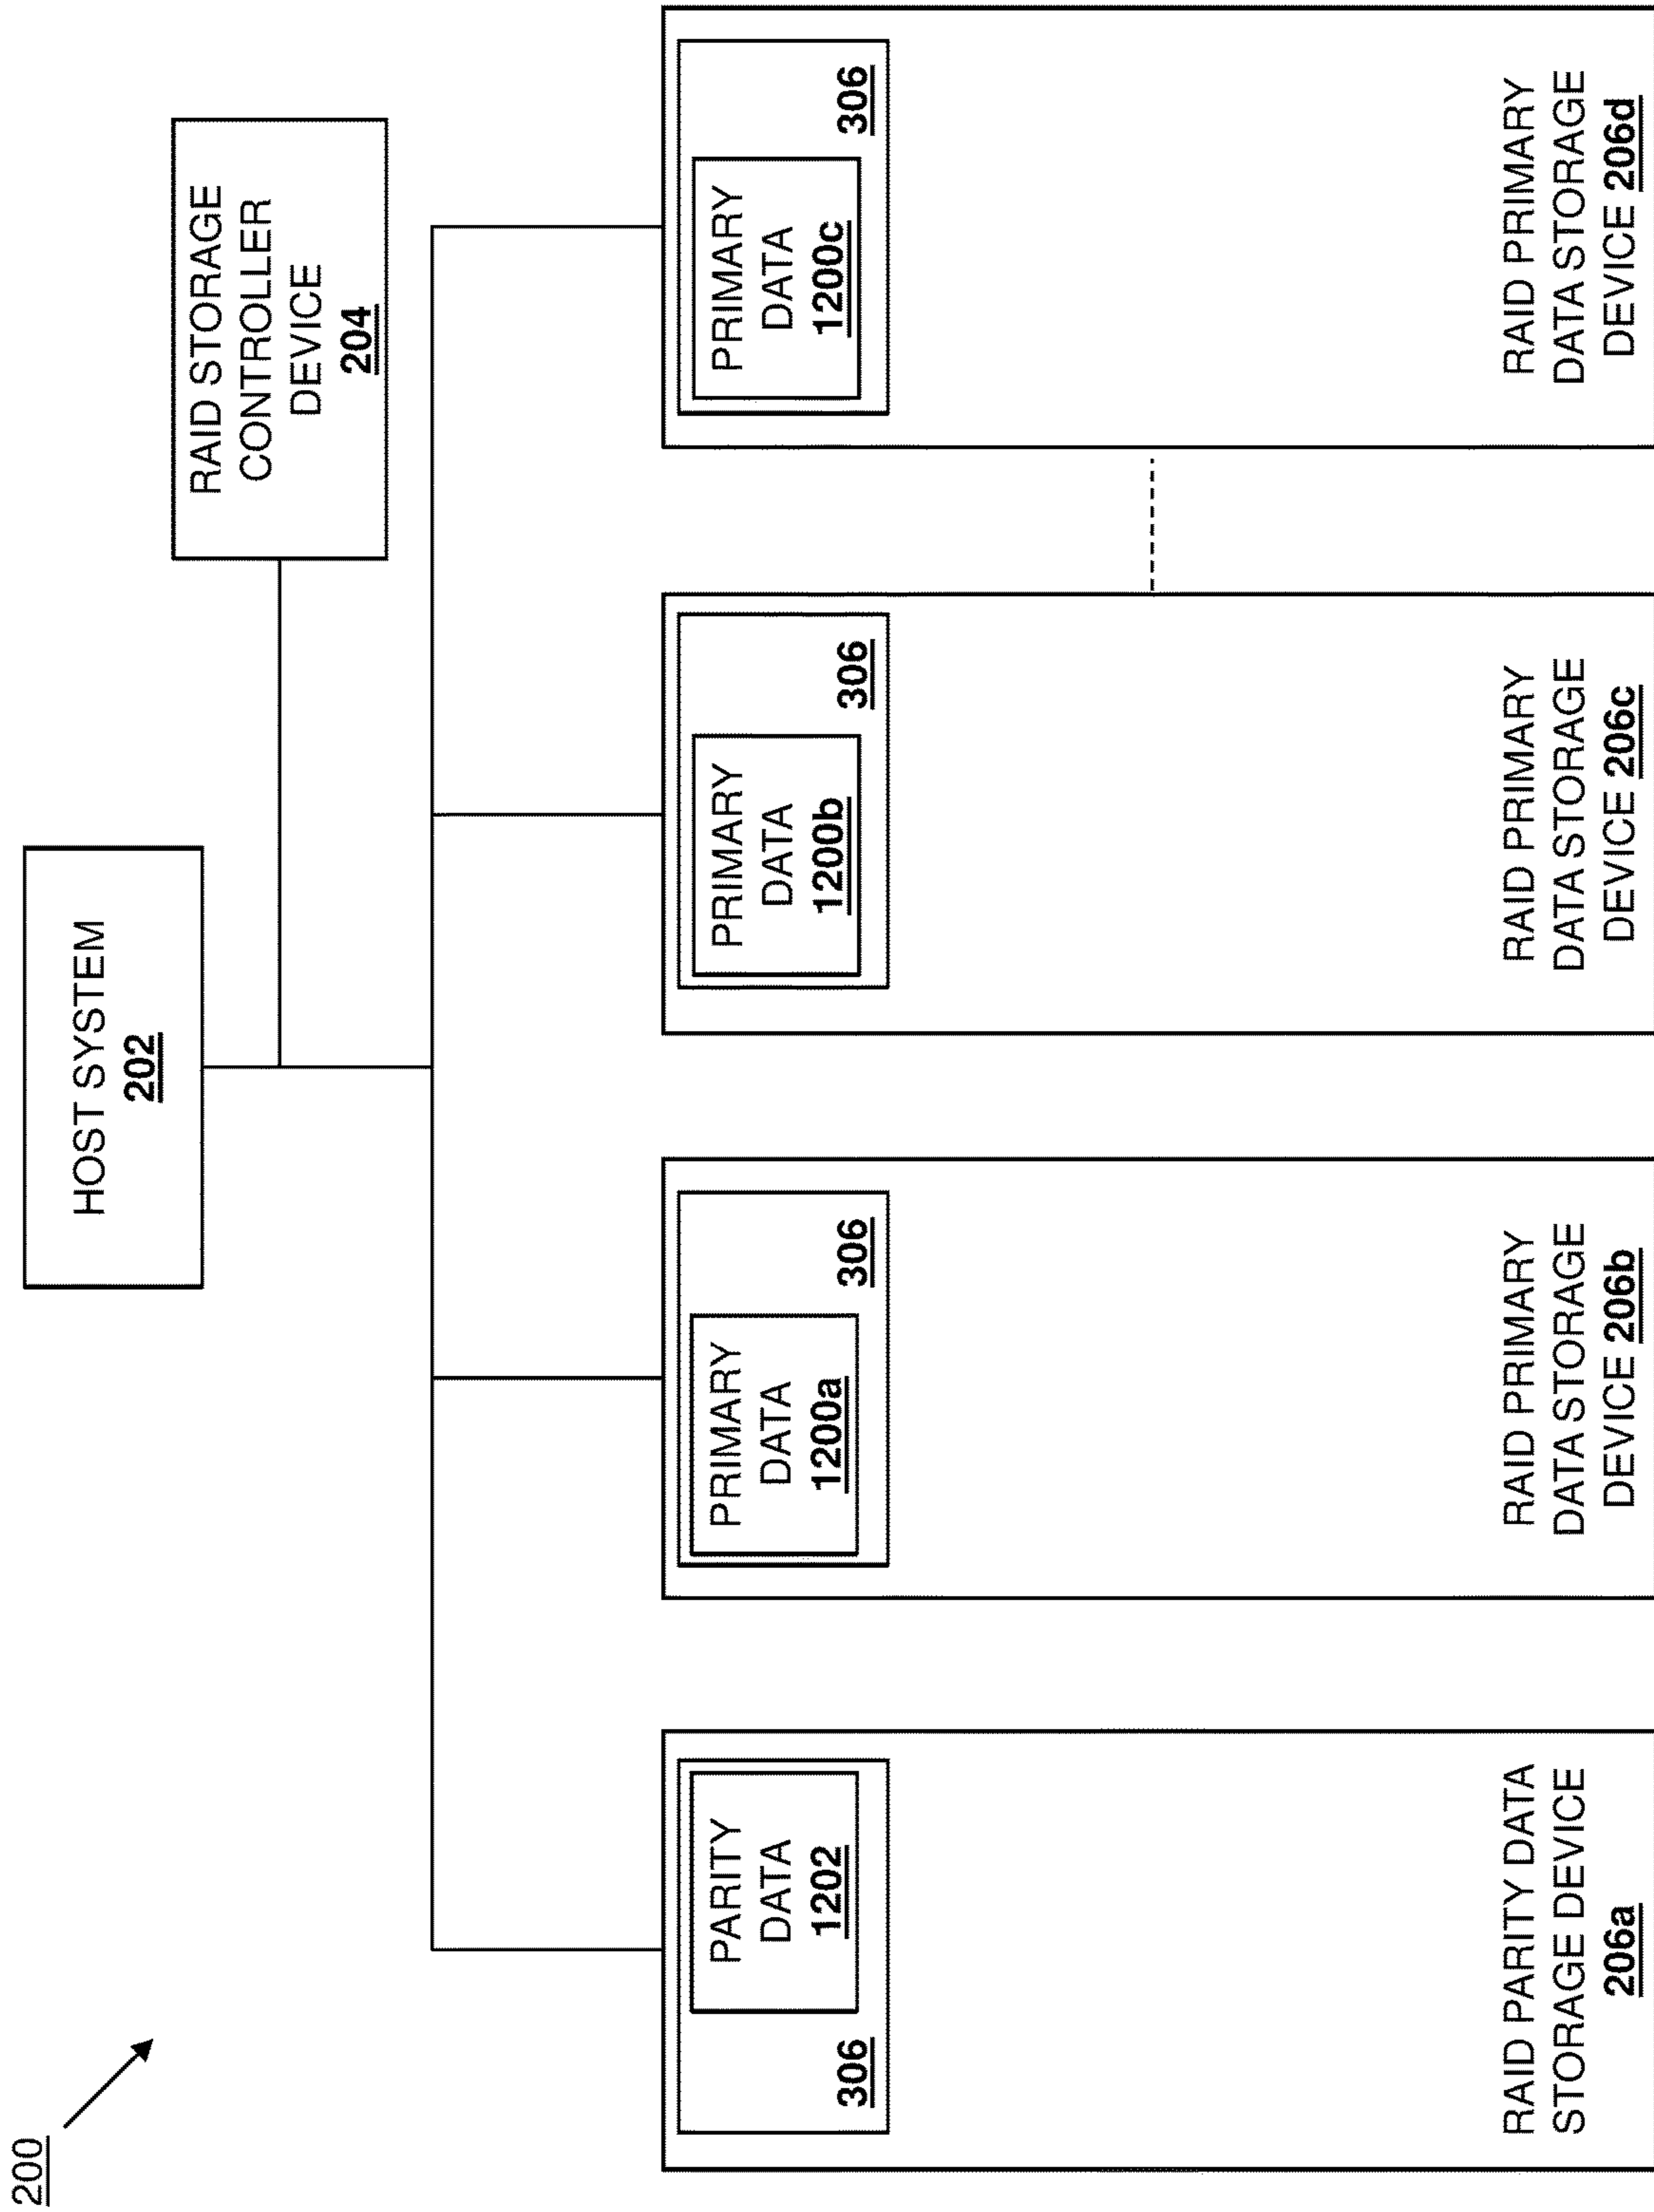 200
HOST SYSTEM
202
RAID STORAGE
CONTROLLER
DEVICE
204
PARITY
DATA
1202
306
RAID PARITY DATA
STORAGE DEVICE
206a
PRIMARY
DATA
1200a
306
RAID PRIMARY
DATA STORAGE
DEVICE 206b
PRIMARY
DATA
1200b
306
RAID PRIMARY
DATA STORAGE
DEVICE 206c
PRIMARY
DATA
1200c
306
RAID PRIMARY
DATA STORAGE
DEVICE 206d